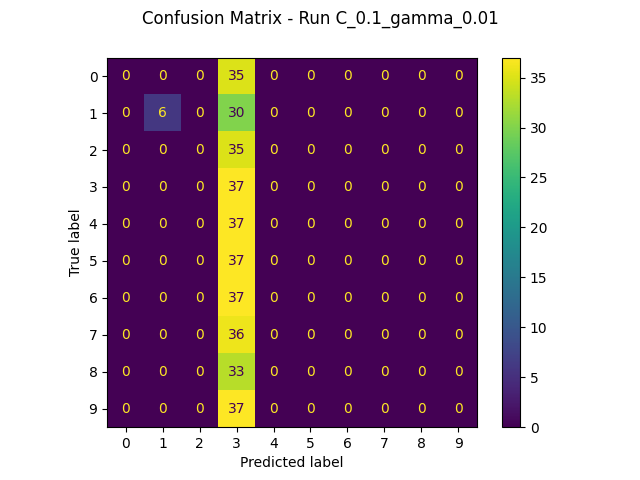 Confusion Matrix - Run C_0.1_gamma_0.01
0 0 0 0 35 0 0 0 0 0 0
1 0 6 0 30 0 0 0 0 0 0
2 0 0 0 35 0 0 0 0 0 0
3 0 0 0 37 0 0 0 0 0 0
4 0 0 0 37 0 0 0 0 0 0
5 0 0 0 37 0 0 0 0 0 0
6 0 0 0 37 0 0 0 0 0 0
7 0 0 0 36 0 0 0 0 0 0
8 0 0 0 33 0 0 0 0 0 0
9 0 0 0 37 0 0 0 0 0 0
0 1 2 3 4 5 6 7 8 9
Predicted label
True label
35
30
25
20
15
10
5
0